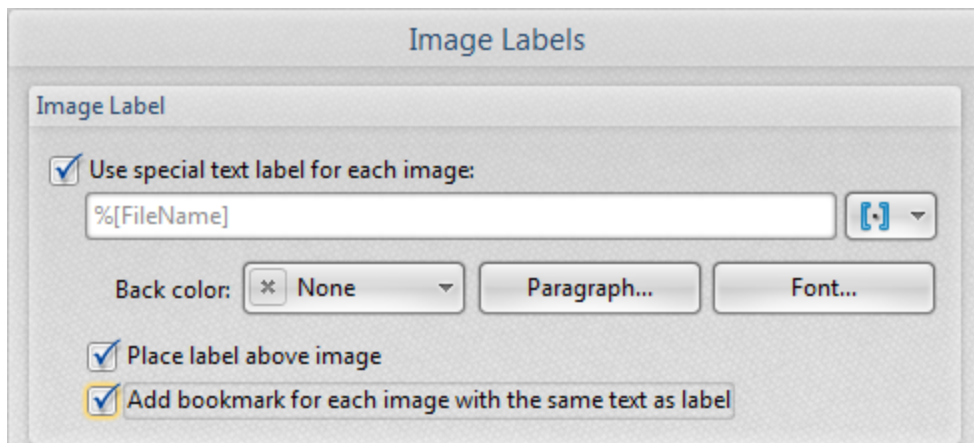 Image Labels
Image Label
Use special text label for each image:
%[FileName]
Back color: None Paragraph... Font...
Place label above image
Add bookmark for each image with the same text as label